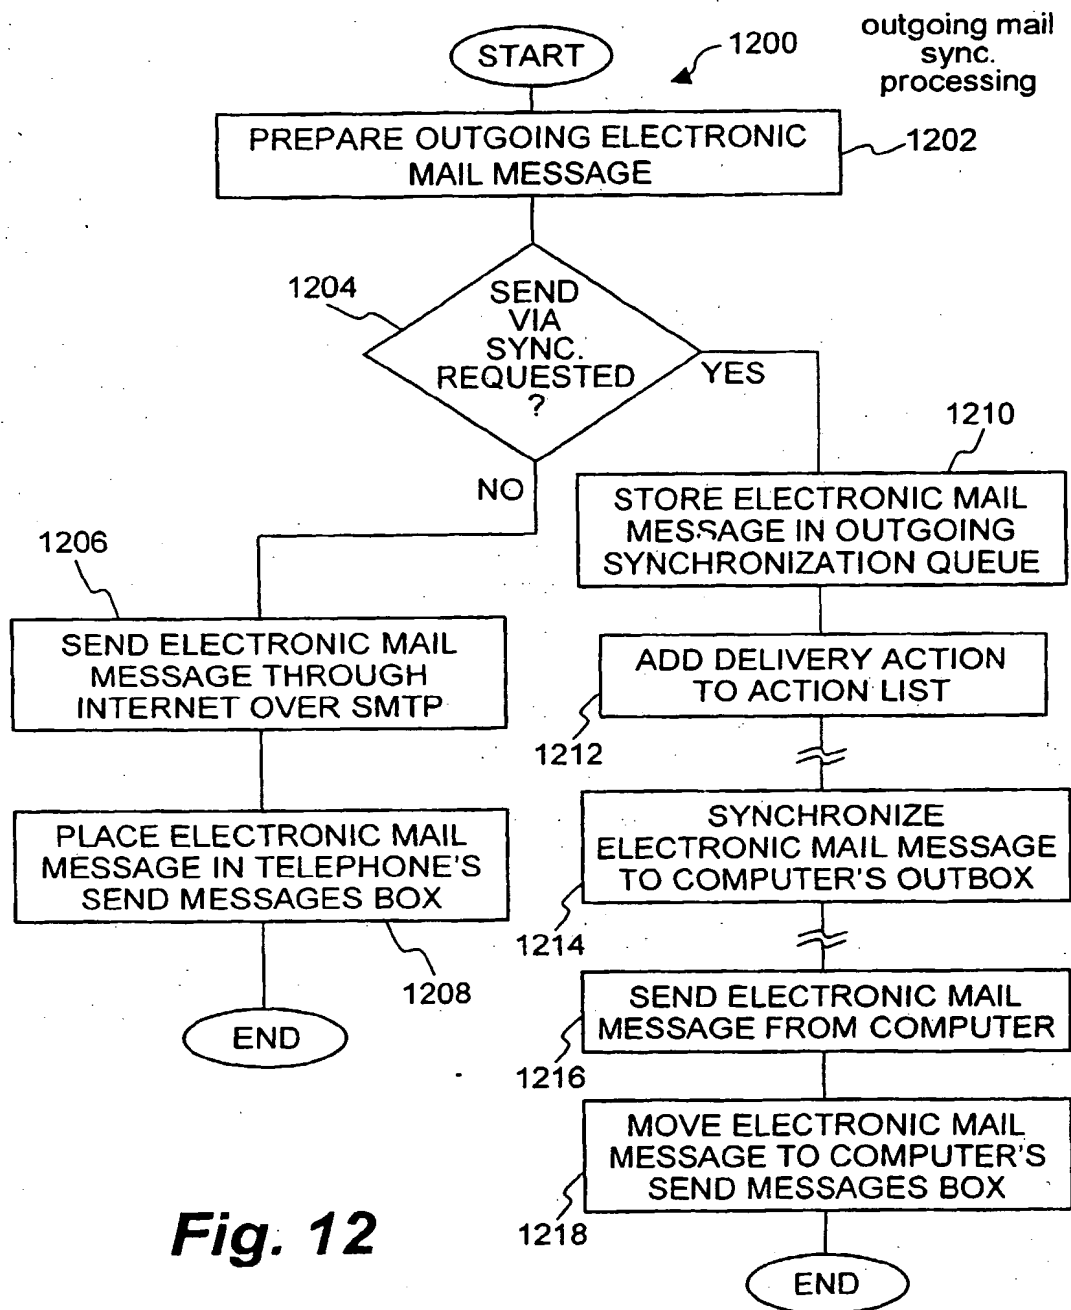 outgoing mail
sync.
processing
START
1200
PREPARE OUTGOING ELECTRONIC
MAIL MESSAGE
1202
1204
SEND
VIA
SYNC.
REQUESTED
?
YES
NO
1206
SEND ELECTRONIC MAIL
MESSAGE THROUGH
INTERNET OVER SMTP
PLACE ELECTRONIC MAIL
MESSAGE IN TELEPHONE'S
SEND MESSAGES BOX
1208
END
1210
STORE ELECTRONIC MAIL
MESSAGE IN OUTGOING
SYNCHRONIZATION QUEUE
ADD DELIVERY ACTION
TO ACTION LIST
1212
SYNCHRONIZE
ELECTRONIC MAIL MESSAGE
TO COMPUTER'S OUTBOX
1214
SEND ELECTRONIC MAIL
MESSAGE FROM COMPUTER
1216
MOVE ELECTRONIC MAIL
MESSAGE TO COMPUTER'S
SEND MESSAGES BOX
1218
END
Fig. 12